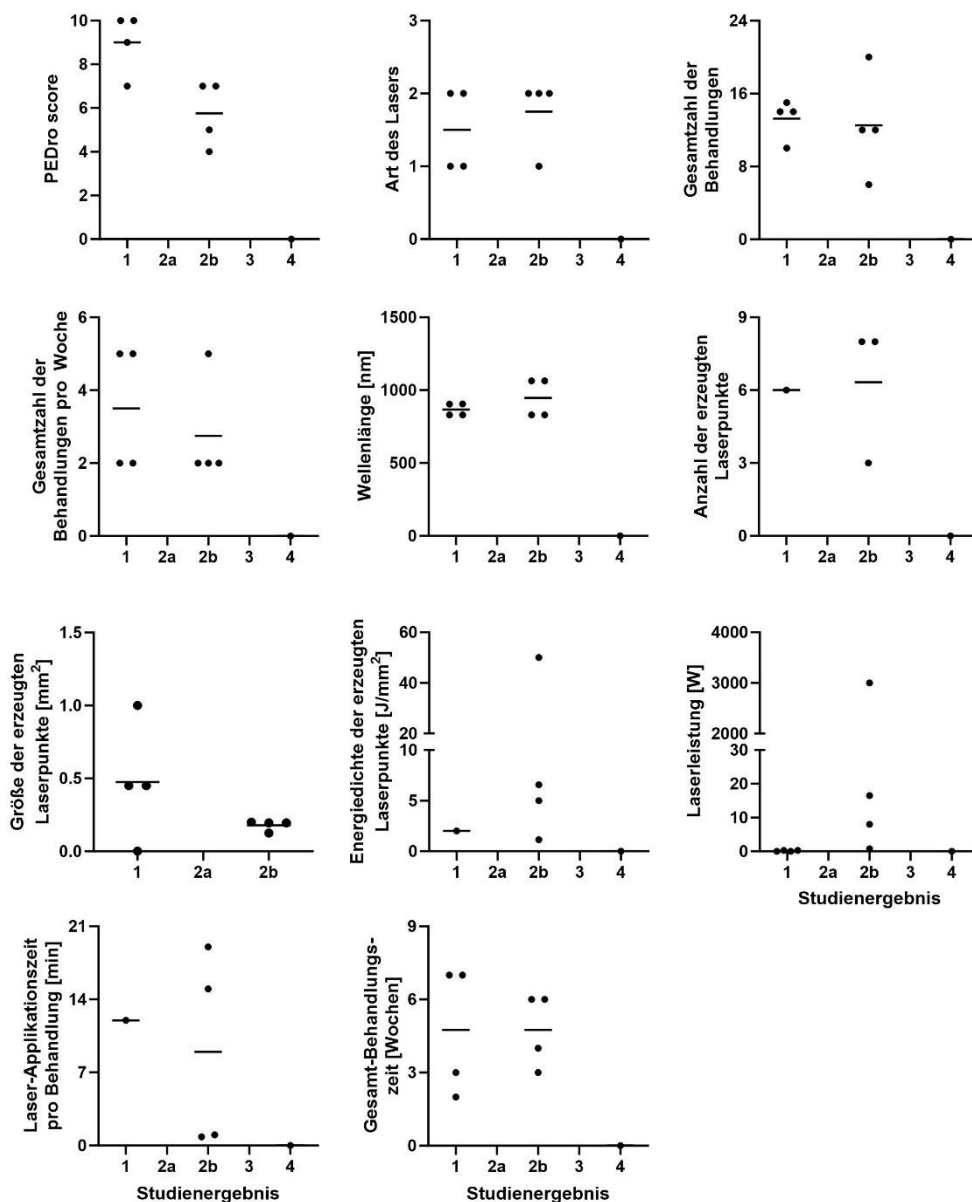 PEDro score
10
8
6
4
2
0
1 2a 2b 3 4
Art des Lasers
3
2
1
0
1 2a 2b 3 4
Gesamtzahl der
Behandlungen
24
16
8
0
1 2a 2b 3 4
Gesamtzahl der
Behandlungen pro Woche
6
4
2
0
1 2a 2b 3 4
Wellenlänge [nm]
1500
1000
500
0
1 2a 2b 3 4
Anzahl der erzeugten
Laserpunkte
9
6
3
0
1 2a 2b 3 4
Größe der erzeugten
Laserpunkte [mm²]
1.5
1.0
0.5
0.0
1 2a 2b
Energiedichte der erzeugten
Laserpunkte [J/mm²]
60
40
20
10
5
0
1 2a 2b 3 4
Laserleistung [W]
4000
3000
2000
30
20
10
0
1 2a 2b 3 4
Studienergebnis
Laser-Applikationszeit
pro Behandlung [min]
21
14
7
0
1 2a 2b 3 4
Studienergebnis
Gesamt-Behandlungs-
zeit [Wochen]
9
6
3
0
1 2a 2b 3 4
Studienergebnis